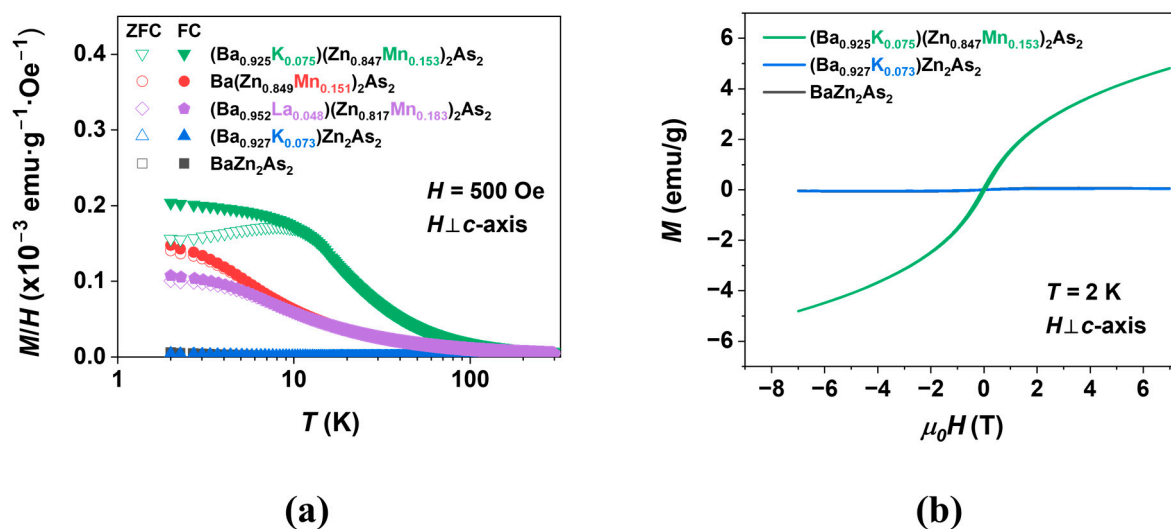 ZFC FC
(Ba0.925K0.075)(Zn0.847Mn0.153)2As2
Ba(Zn0.849Mn0.151)2As2
(Ba0.952La0.048)(Zn0.817Mn0.183)2As2
(Ba0.927K0.073)Zn2As2
BaZn2As2
H = 500 Oe
H⊥c-axis
M/H (x10−3 emu·g−1·Oe−1)
0.5
0.4
0.3
0.2
0.1
0.0
1 10 100
T (K)
(a)
(Ba0.925K0.075)(Zn0.847Mn0.153)2As2
(Ba0.927K0.073)Zn2As2
BaZn2As2
M (emu/g)
6
4
2
0
−2
−4
−6
T = 2 K
H⊥c-axis
−8 −6 −4 −2 0 2 4 6
μ0H (T)
(b)